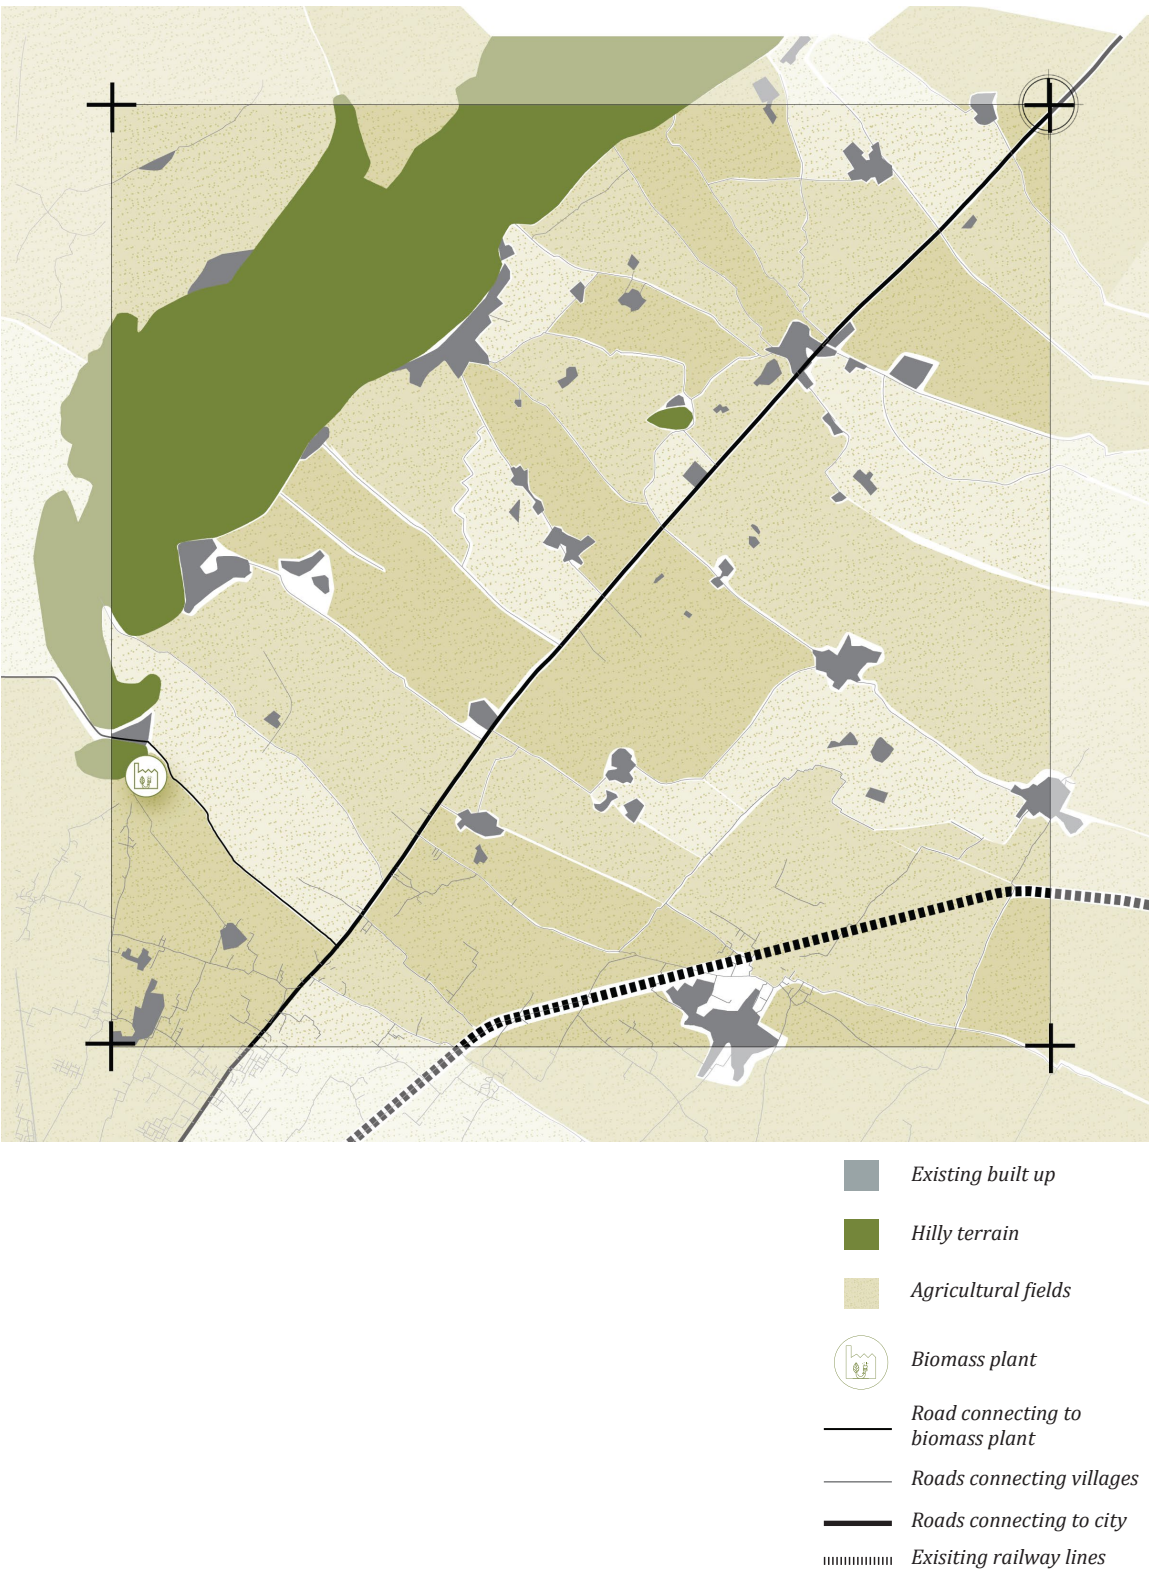 Existing built up
Hilly terrain
Agricultural fields
Biomass plant
Road connecting to
biomass plant
Roads connecting villages
Roads connecting to city
Exisiting railway lines